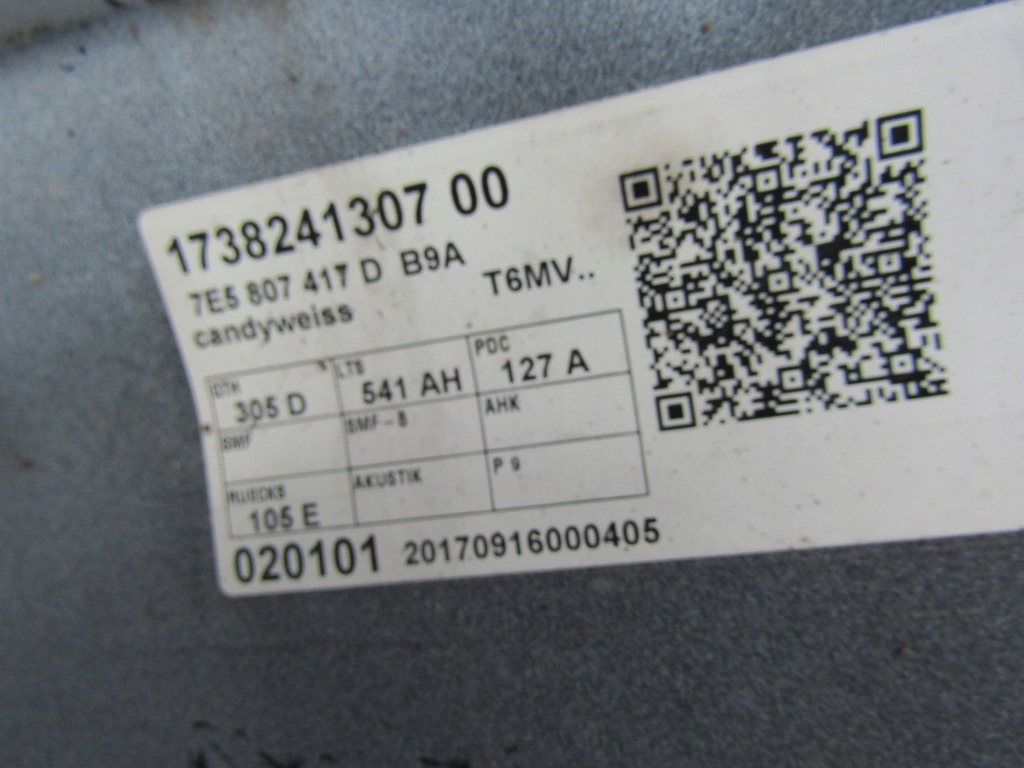 1738241307 00
7E5 807 417 D B9A
T6MV..
candyweiss
DTH LTS PDC
305 D 541 AH 127 A
SMF SMF-B AHK
RUECKS AKUSTIK P 9
105 E
020101 20170916000405